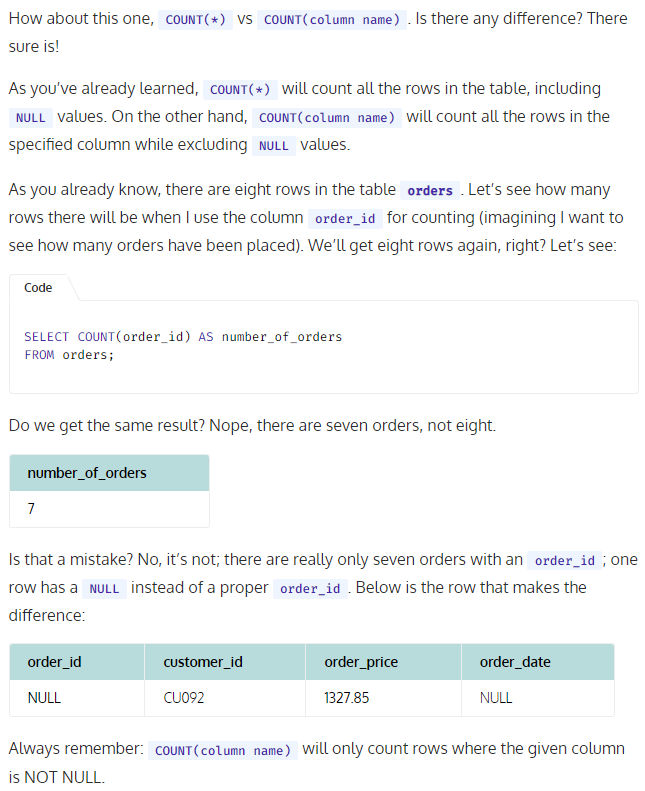 How about this one, COUNT(*) vs COUNT(column name) . Is there any difference? There
sure is!
As you’ve already learned, COUNT(*) will count all the rows in the table, including
NULL values. On the other hand, COUNT(column name) will count all the rows in the
specified column while excluding NULL values.
As you already know, there are eight rows in the table orders . Let’s see how many
rows there will be when I use the column order_id for counting (imagining I want to
see how many orders have been placed). We’ll get eight rows again, right? Let’s see:
Code
SELECT COUNT(order_id) AS number_of_orders
FROM orders;
Do we get the same result? Nope, there are seven orders, not eight.
number_of_orders
7
Is that a mistake? No, it’s not; there are really only seven orders with an order_id ; one
row has a NULL instead of a proper order_id . Below is the row that makes the
difference:
order_id customer_id order_price order_date
NULL CU092 1327.85 NULL
Always remember: COUNT(column name) will only count rows where the given column
is NOT NULL.